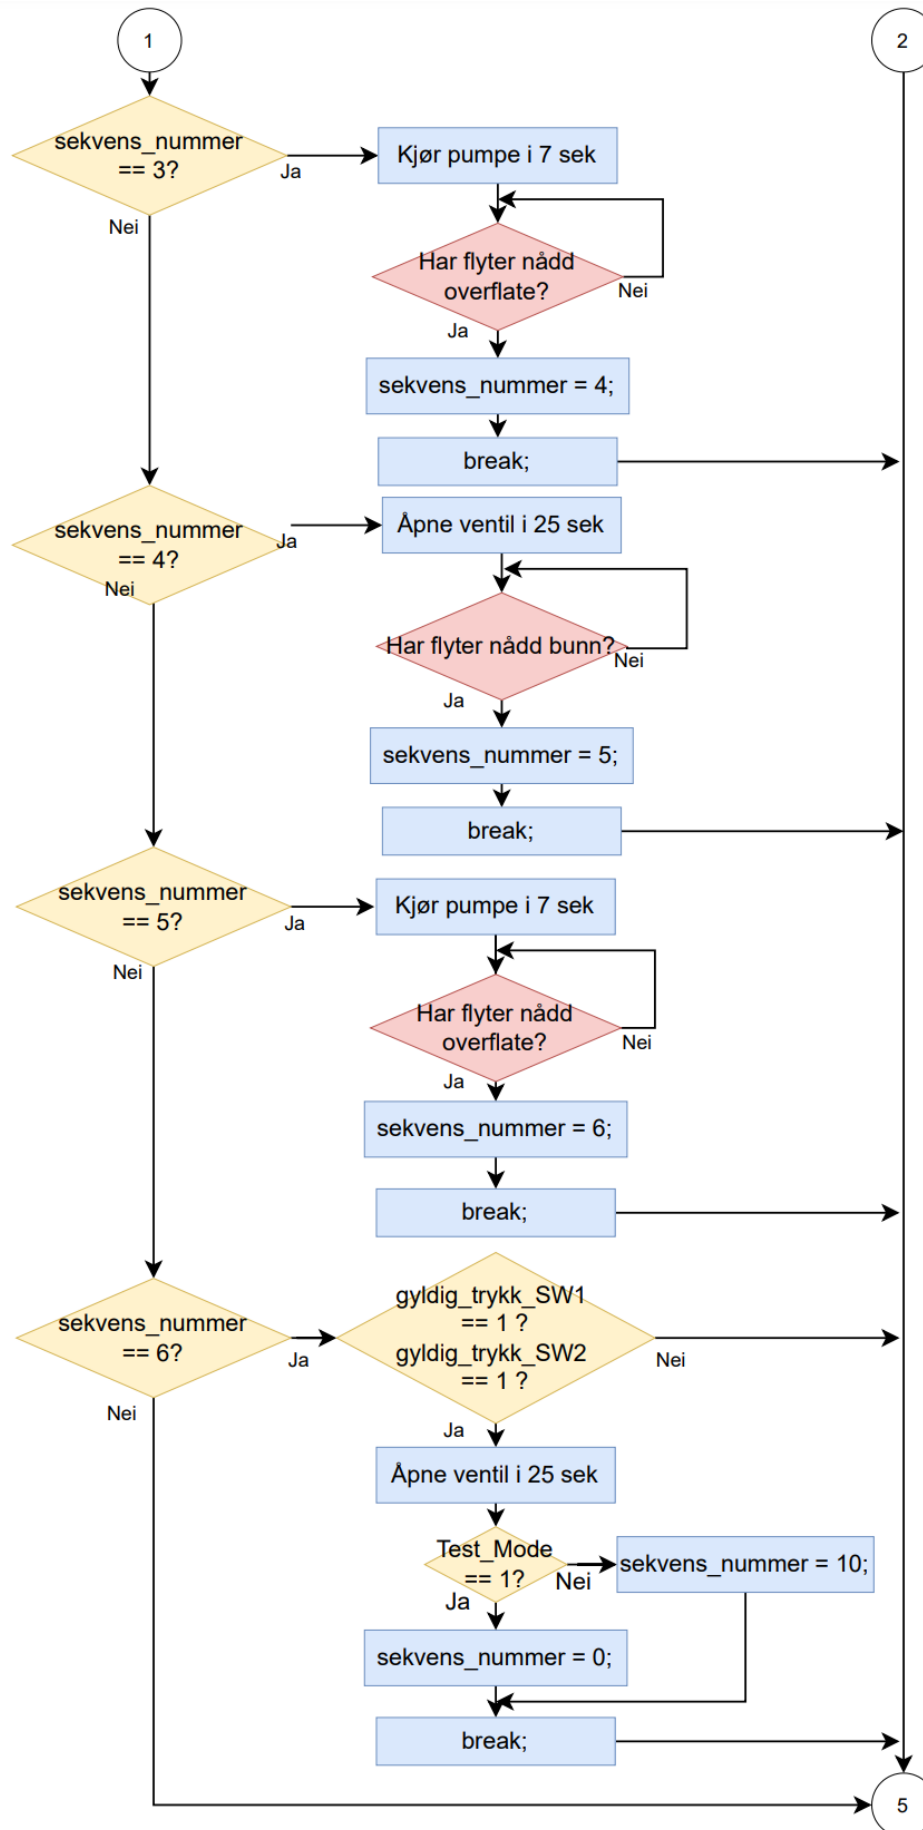 1
2
sekvens_nummer
== 3?
Ja
Nei
Kjør pumpe i 7 sek
Har flyter nådd
overflate?
Nei
Ja
sekvens_nummer = 4;
break;
sekvens_nummer
== 4?
Ja
Nei
Åpne ventil i 25 sek
Har flyter nådd bunn?
Nei
Ja
sekvens_nummer = 5;
break;
sekvens_nummer
== 5?
Ja
Nei
Kjør pumpe i 7 sek
Har flyter nådd
overflate?
Nei
Ja
sekvens_nummer = 6;
break;
sekvens_nummer
== 6?
Ja
Nei
gyldig_trykk_SW1
== 1 ?
gyldig_trykk_SW2
== 1 ?
Nei
Ja
Åpne ventil i 25 sek
Test_Mode
== 1?
Nei
Ja
sekvens_nummer = 10;
sekvens_nummer = 0;
break;
5